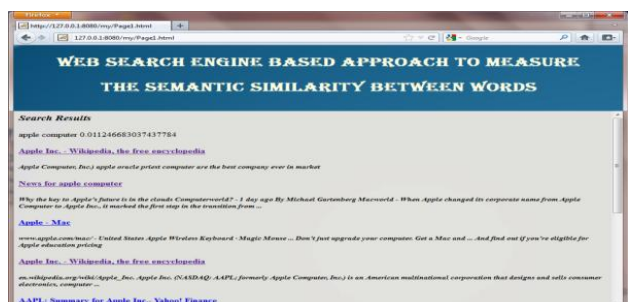 Firefox
http://127.0.0.1:8080/my/Page1.html
127.0.0.1:8080/my/Page1.html
Google
WEB SEARCH ENGINE BASED APPROACH TO MEASURE
THE SEMANTIC SIMILARITY BETWEEN WORDS
Search Results
apple computer 0.011246683037437784
Apple Inc. - Wikipedia, the free encyclopedia
Apple Computer, Inc.) apple oracle priest computer are the best company ever in market
News for apple computer
Why the key to Apple's future is in the clouds Computerworld? - 1 day ago By Michael Gartenberg Macworld - When Apple changed its corporate name from Apple
Computer to Apple Inc., it marked the first step in the transition from ...
Apple - Mac
www.apple.com/mac/ - United States Apple Wireless Keyboard - Magic Mouse ... Don't just upgrade your computer. Get a Mac and ... And find out if you're eligible for
Apple education pricing
Apple Inc. - Wikipedia, the free encyclopedia
en.wikipedia.org/wiki/Apple_Inc. Apple Inc. (NASDAQ: AAPL; formerly Apple Computer, Inc.) is an American multinational corporation that designs and sells consumer
electronics, computer ...
AAPL: Summary for Apple Inc.- Yahoo! Finance